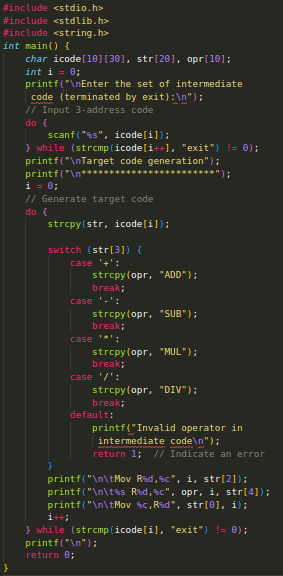 #include <stdio.h>
#include <stdlib.h>
#include <string.h>
int main() {
    char icode[10][30], str[20], opr[10];
    int i = 0;
    printf("\nEnter the set of intermediate
     code (terminated by exit):\n");
    // Input 3-address code
    do {
        scanf("%s", icode[i]);
    } while (strcmp(icode[i++], "exit") != 0);
    printf("\nTarget code generation");
    printf("\n************************");
    i = 0;
    // Generate target code
    do {
        strcpy(str, icode[i]);

        switch (str[3]) {
            case '+':
                strcpy(opr, "ADD");
                break;
            case '-':
                strcpy(opr, "SUB");
                break;
            case '*':
                strcpy(opr, "MUL");
                break;
            case '/':
                strcpy(opr, "DIV");
                break;
            default:
                printf("Invalid operator in
                 intermediate code\n");
                return 1;  // Indicate an error
        }
        printf("\n\tMov R%d,%c", i, str[2]);
        printf("\n\t%s R%d,%c", opr, i, str[4]);
        printf("\n\tMov %c,R%d", str[0], i);
        i++;
    } while (strcmp(icode[i], "exit") != 0);
    printf("\n");
    return 0;
}